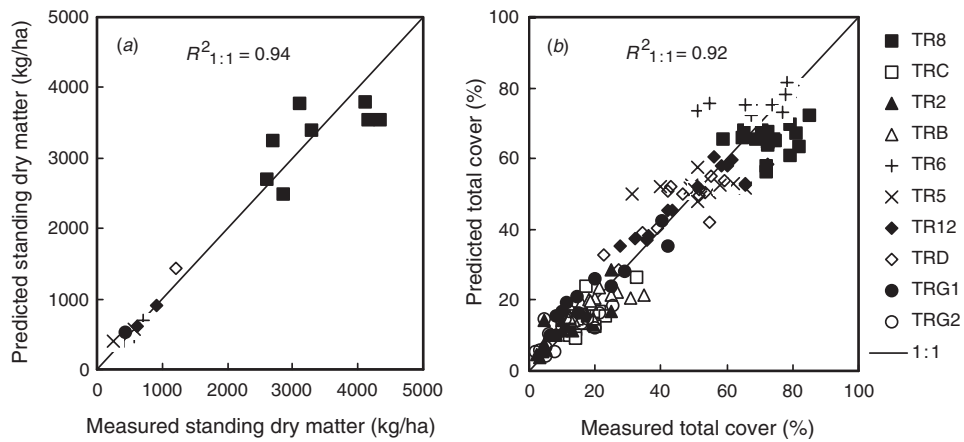 (a)
R²1:1 = 0.94
5000
4000
3000
2000
1000
0
0 1000 2000 3000 4000 5000
Predicted standing dry matter (kg/ha)
Measured standing dry matter (kg/ha)
(b)
R²1:1 = 0.92
100
80
60
40
20
0
0 20 40 60 80 100
Predicted total cover (%)
Measured total cover (%)
TR8
TRC
TR2
TRB
TR6
TR5
TR12
TRD
TRG1
TRG2
1:1